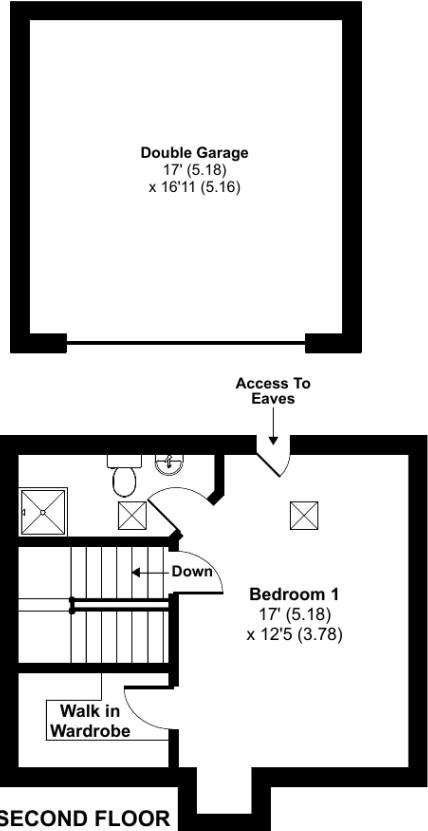 Double Garage
17' (5.18)
x 16'11 (5.16)
Access To
Eaves
Down
Bedroom 1
17' (5.18)
x 12'5 (3.78)
Walk in
Wardrobe
SECOND FLOOR